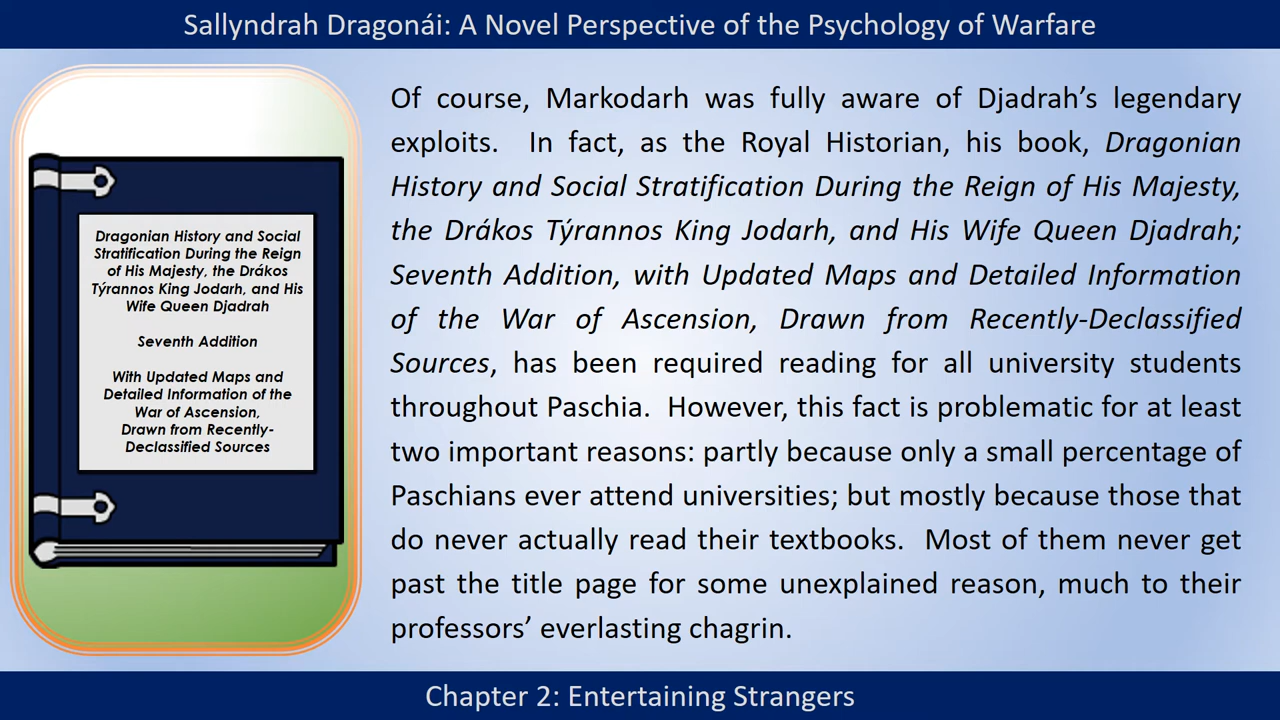 Sallyndrah Dragonái: A Novel Perspective of the Psychology of Warfare
Dragonian History and Social
Stratification During the Reign
of His Majesty, the Drákos
Týrannos King Jodarh, and His
Wife Queen Djadrah
Seventh Addition
With Updated Maps and
Detailed Information of the
War of Ascension,
Drawn from Recently-
Declassified Sources
Of course, Markodarh was fully aware of Djadrah’s legendary
exploits.  In fact, as the Royal Historian, his book, Dragonian
History and Social Stratification During the Reign of His Majesty,
the Drákos Týrannos King Jodarh, and His Wife Queen Djadrah;
Seventh Addition, with Updated Maps and Detailed Information
of the War of Ascension, Drawn from Recently-Declassified
Sources, has been required reading for all university students
throughout Paschia.  However, this fact is problematic for at least
two important reasons: partly because only a small percentage of
Paschians ever attend universities; but mostly because those that
do never actually read their textbooks.  Most of them never get
past the title page for some unexplained reason, much to their
professors’ everlasting chagrin.
Chapter 2: Entertaining Strangers